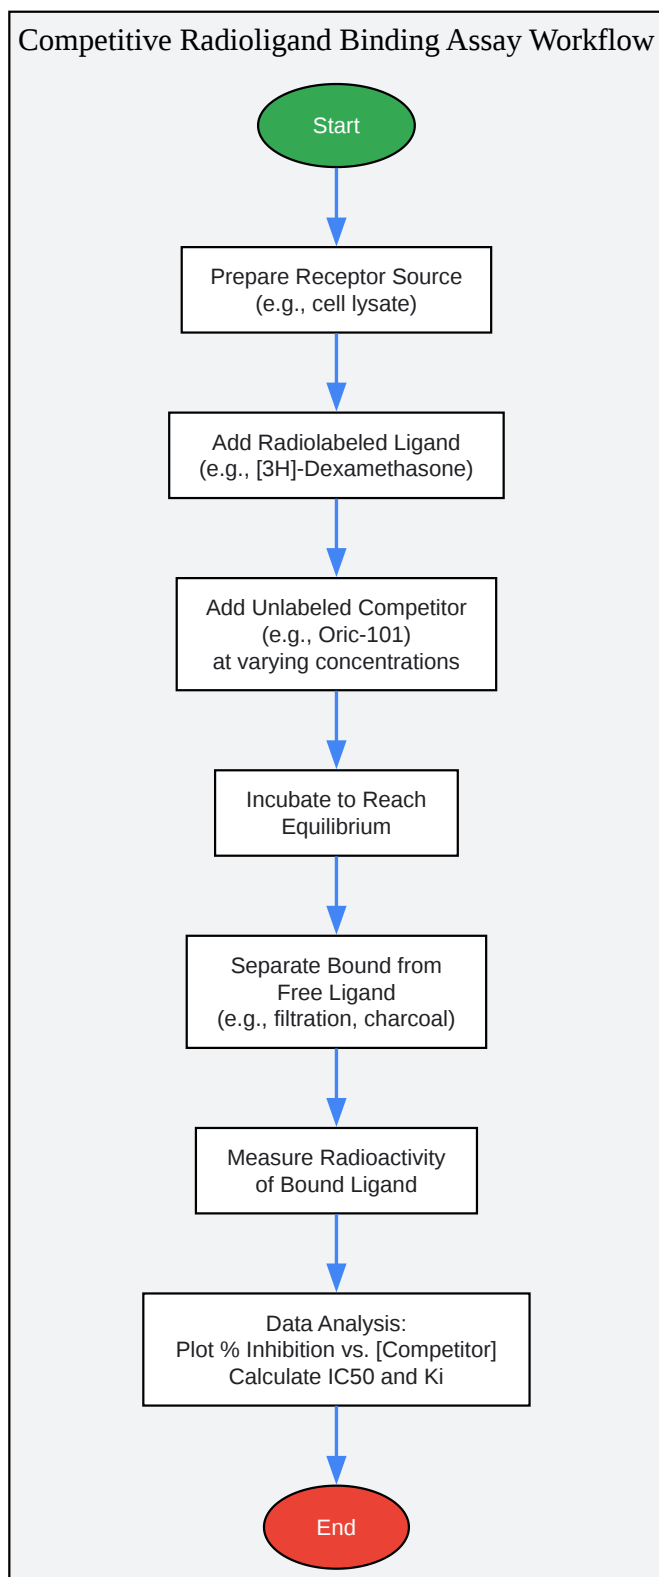 Competitive Radioligand Binding Assay Workflow
Start
Prepare Receptor Source
(e.g., cell lysate)
Add Radiolabeled Ligand
(e.g., [3H]-Dexamethasone)
Add Unlabeled Competitor
(e.g., Oric-101)
at varying concentrations
Incubate to Reach
Equilibrium
Separate Bound from
Free Ligand
(e.g., filtration, charcoal)
Measure Radioactivity
of Bound Ligand
Data Analysis:
Plot % Inhibition vs. [Competitor]
Calculate IC50 and Ki
End